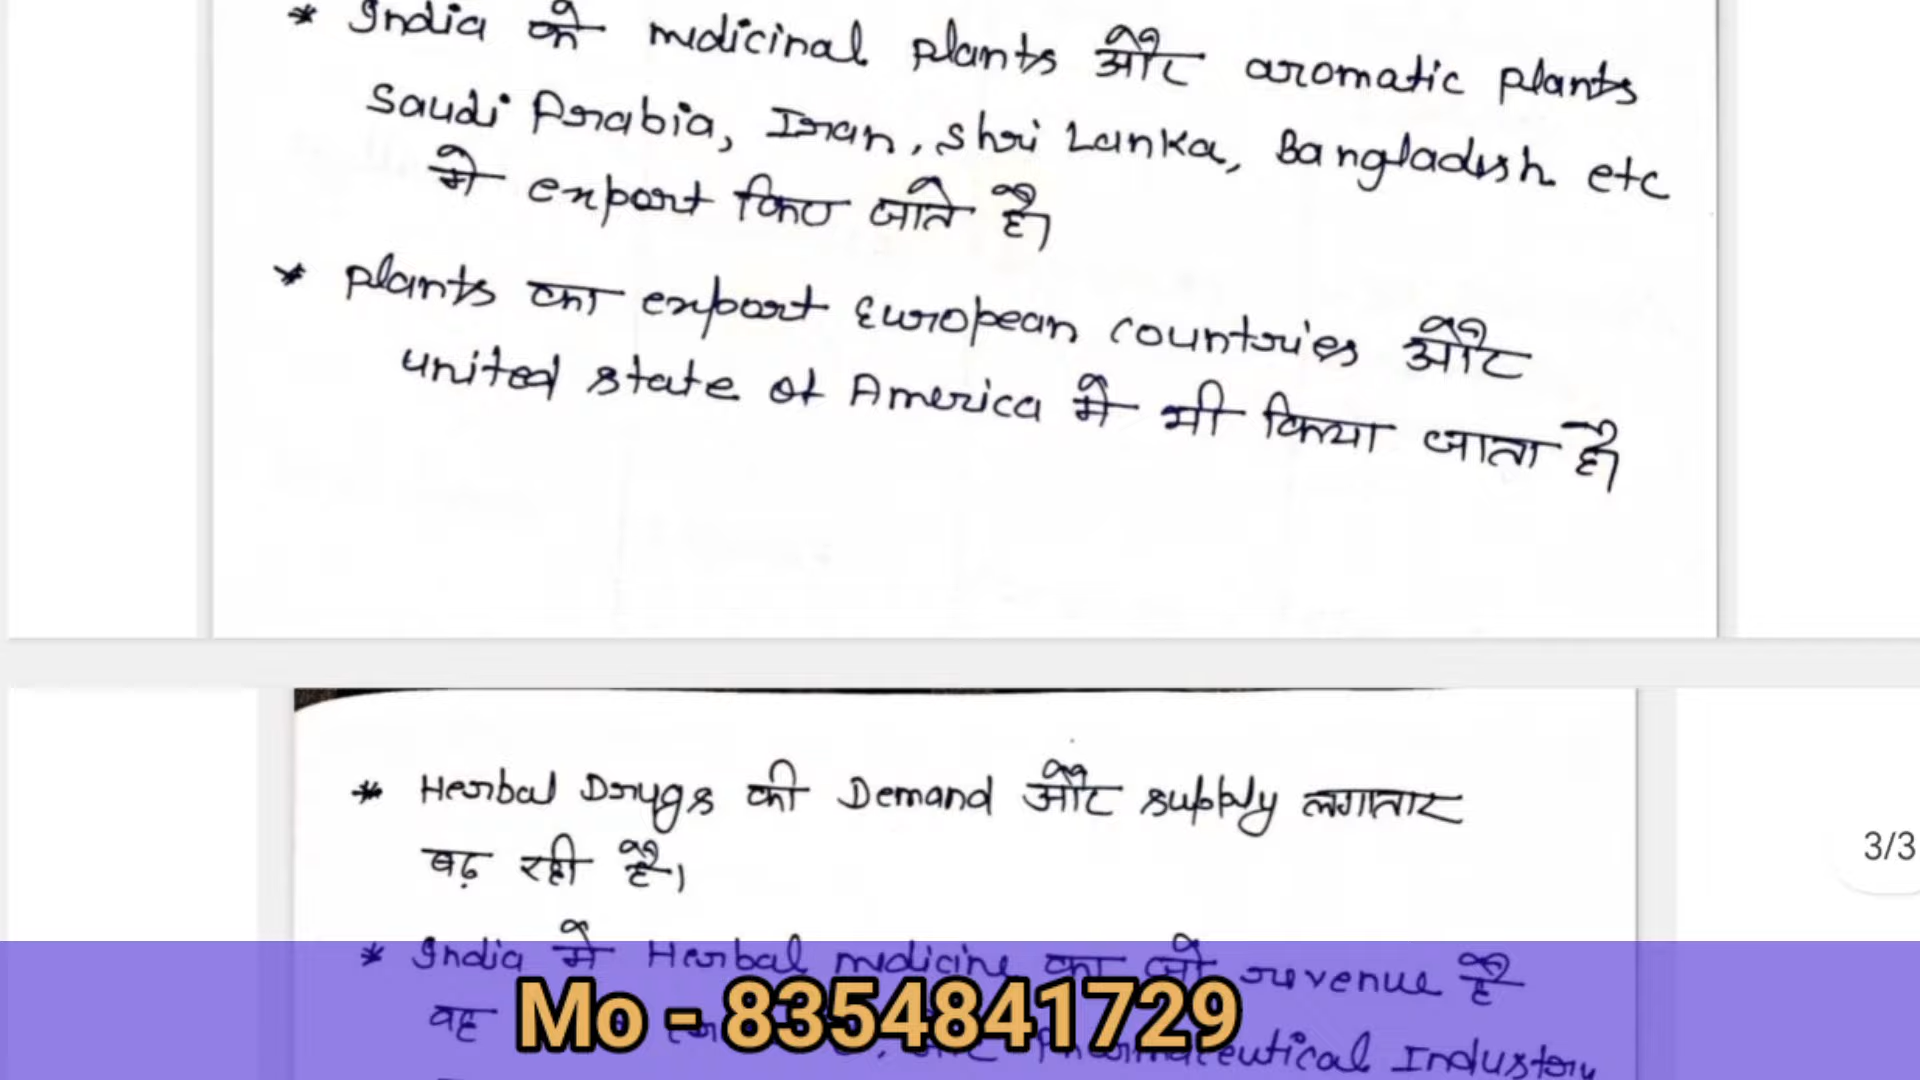 * India के medicinal plants और aromatic plants
Saudi Arabia, Iran, Shri Lanka, Bangladesh etc
में export किए जाते है।
* plants का export European countries और
united state of America में भी किया जाता है।
* Herbal Drugs की Demand और supply लगातार
बढ़ रही है।
3/3
* India में Herbal medicine का जो revenue है
वह Pharmaceutical Industry
Mo - 8354841729